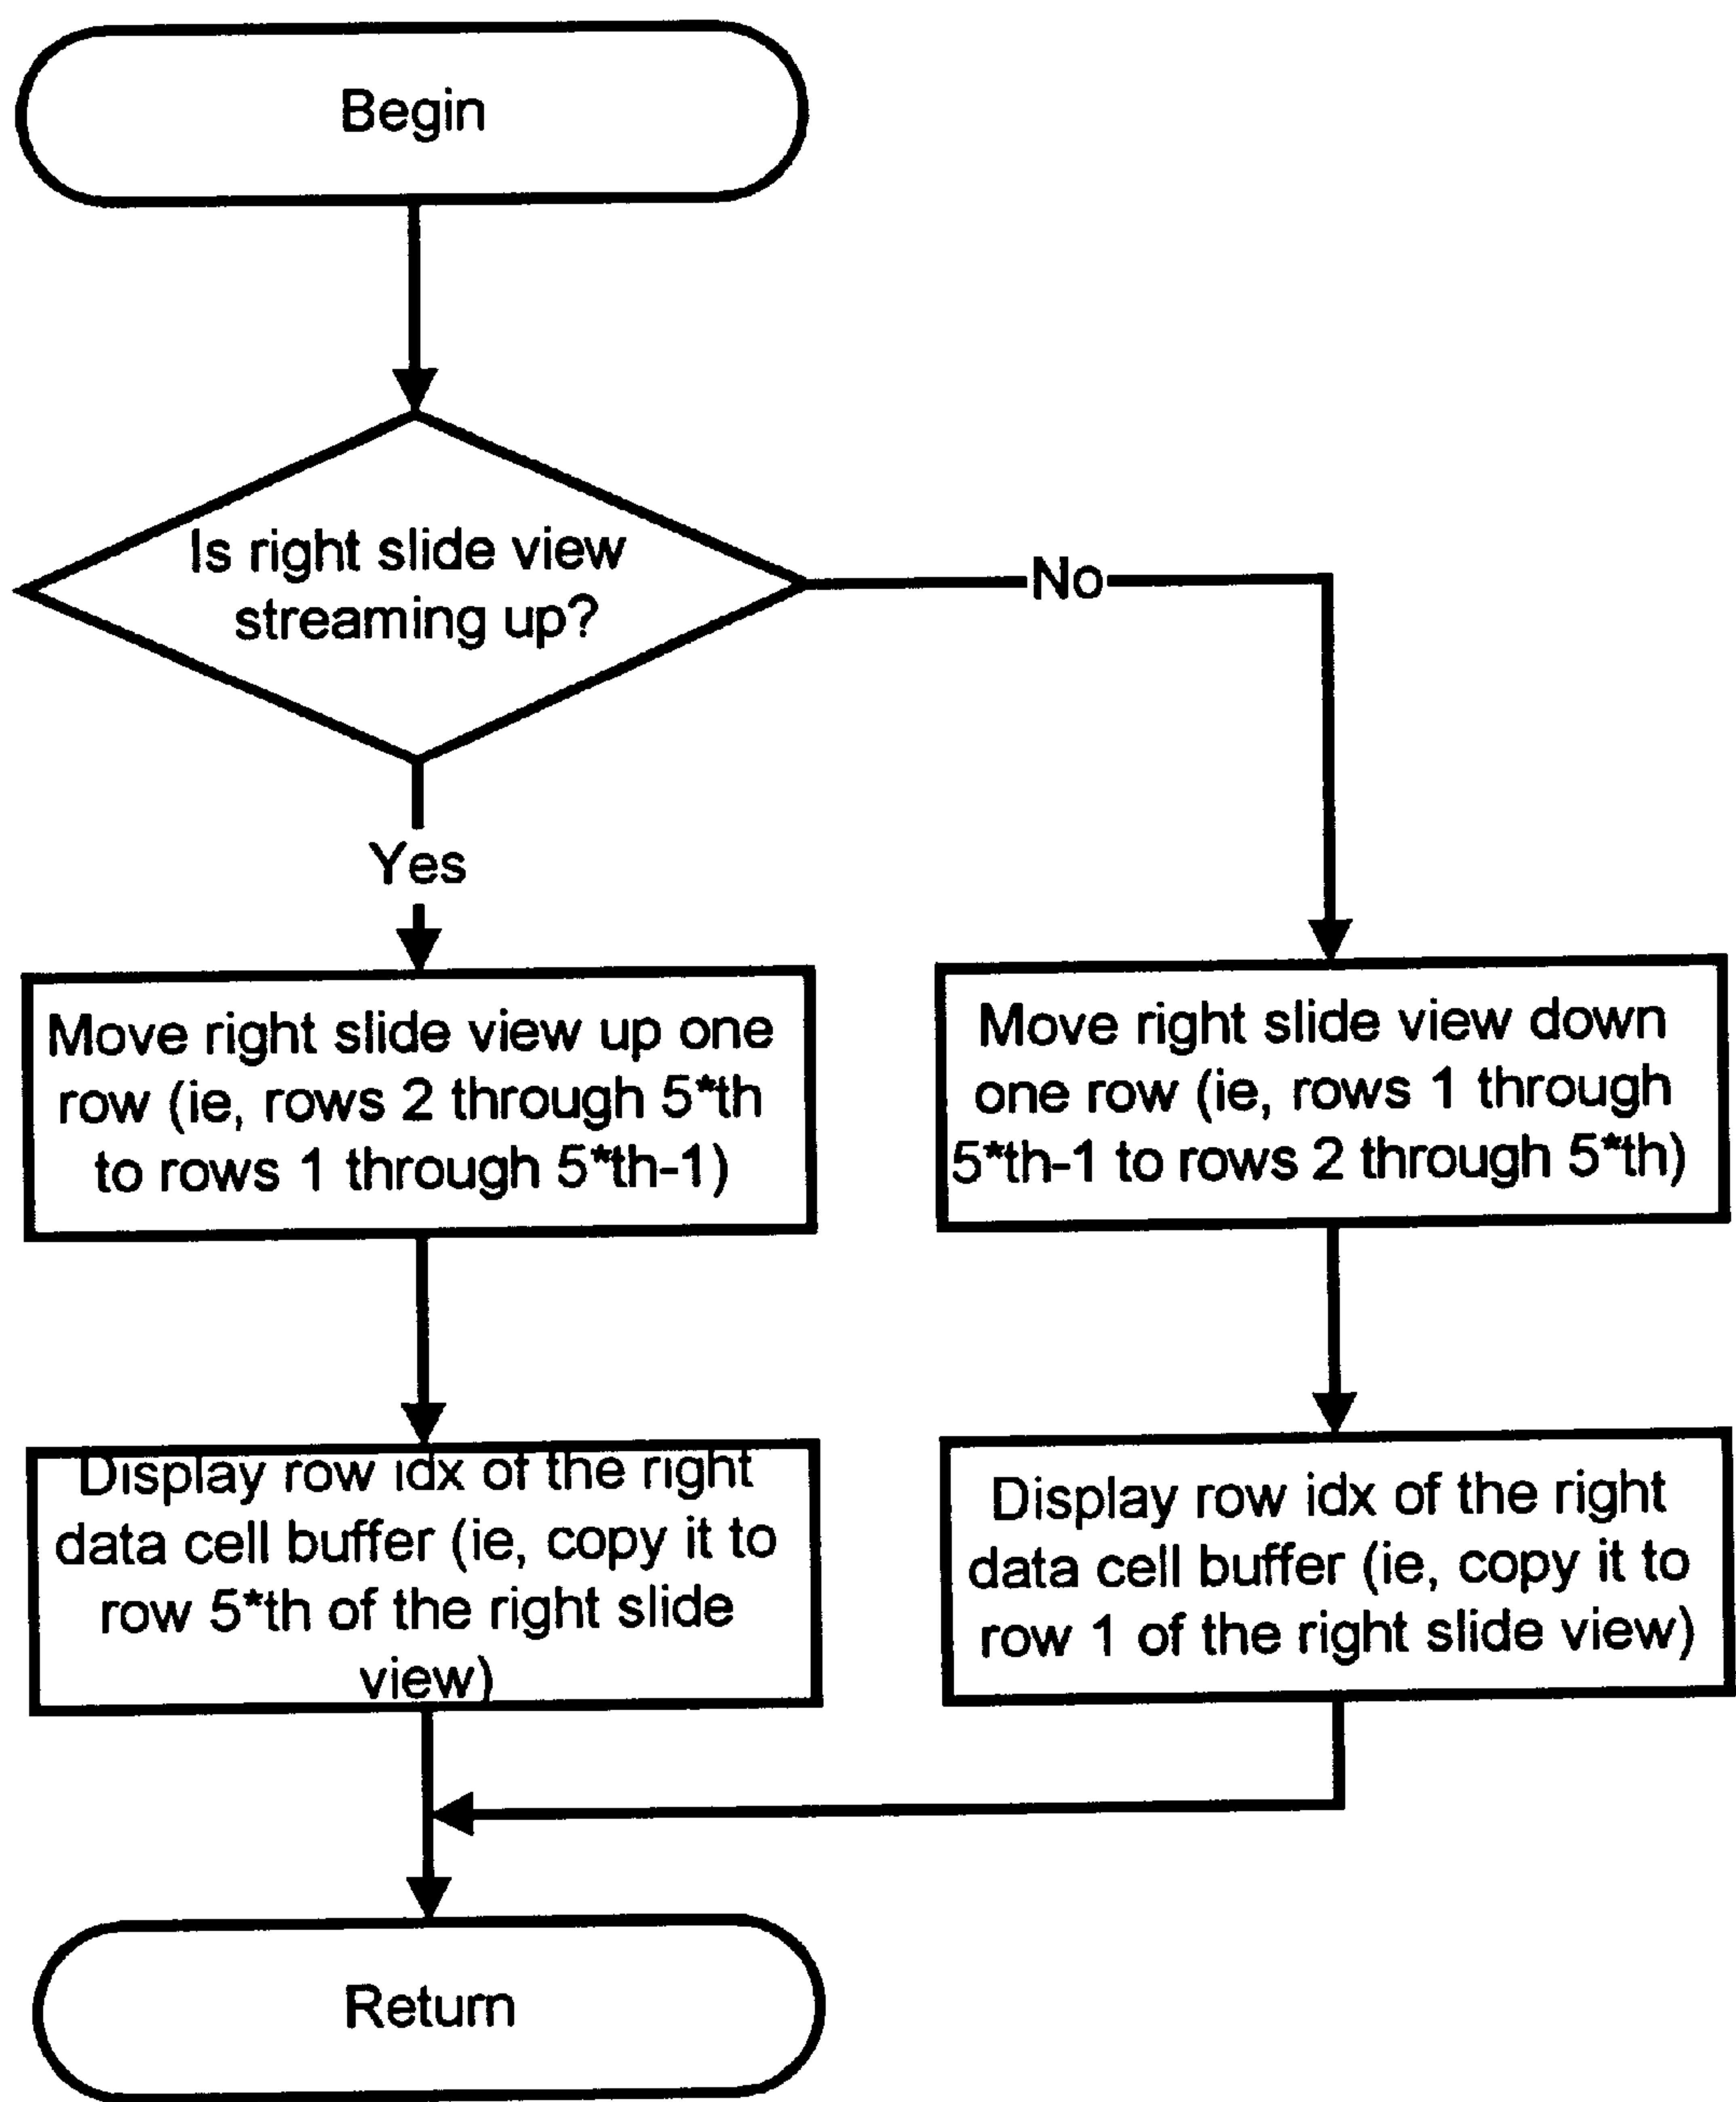 Begin
Is right slide view
streaming up?
No
Yes
Move right slide view up one
row (ie, rows 2 through 5*th
to rows 1 through 5*th-1)
Move right slide view down
one row (ie, rows 1 through
5*th-1 to rows 2 through 5*th)
Display row idx of the right
data cell buffer (ie, copy it to
row 5*th of the right slide
view)
Display row idx of the right
data cell buffer (ie, copy it to
row 1 of the right slide view)
Return